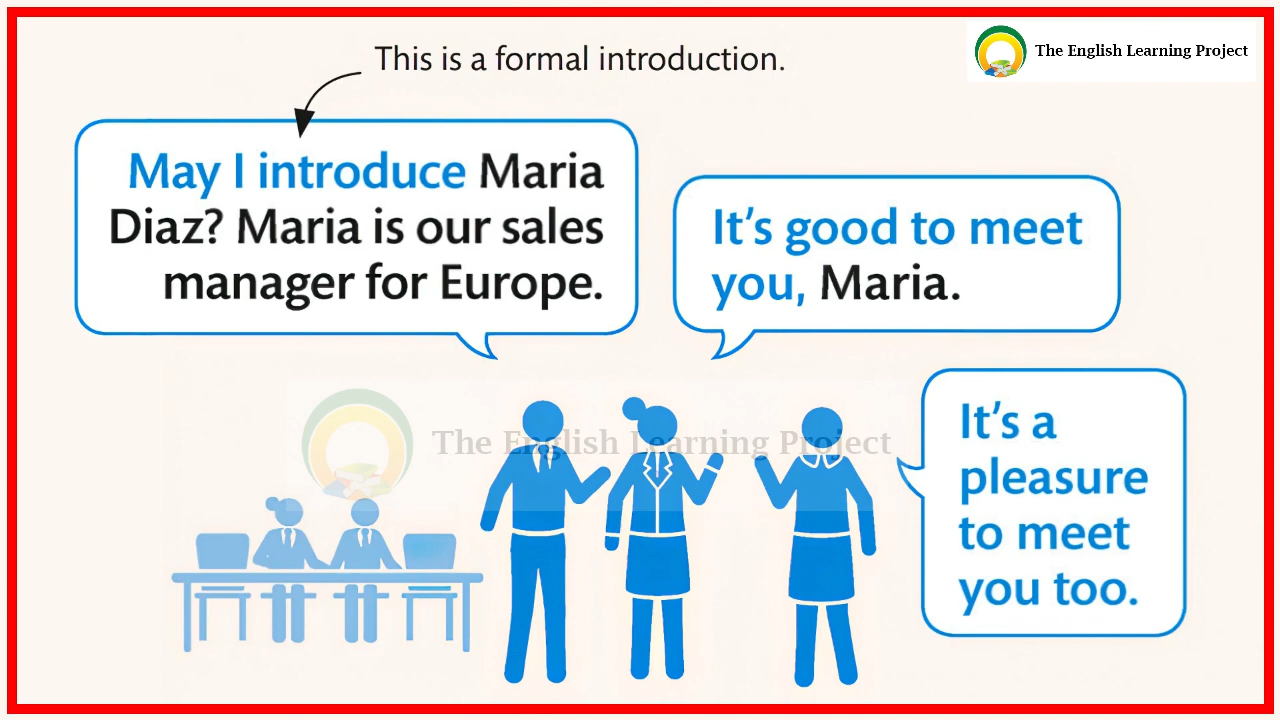 This is a formal introduction.
The English Learning Project
May I introduce Maria
Diaz? Maria is our sales
manager for Europe.
It’s good to meet
you, Maria.
It’s a
pleasure
to meet
you too.
The English Learning Project